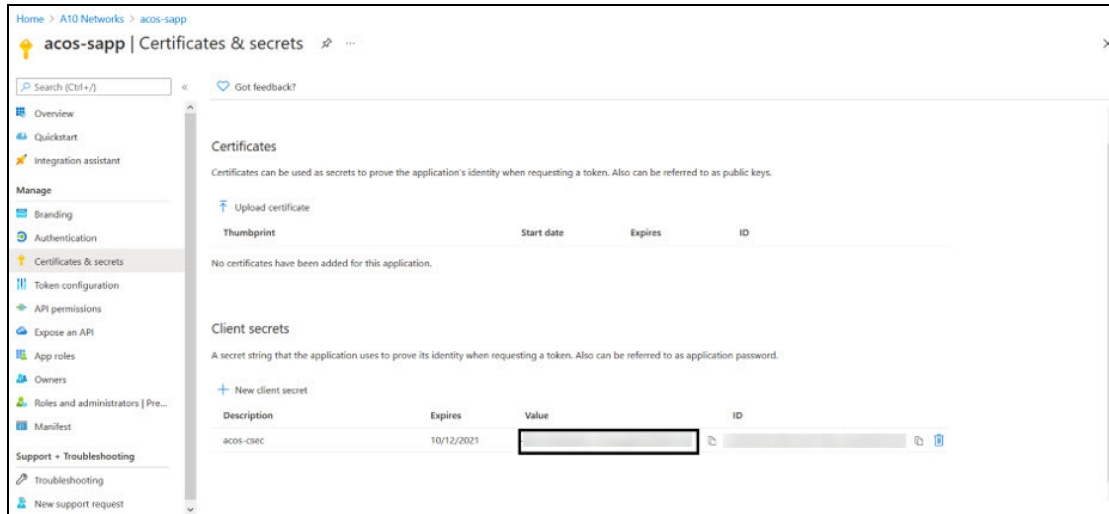 Home > A10 Networks > acos-sapp
acos-sapp | Certificates & secrets
Search (Ctrl+/)
Overview
Quickstart
Integration assistant
Manage
Branding
Authentication
Certificates & secrets
Token configuration
API permissions
Expose an API
App roles
Owners
Roles and administrators | Pre...
Manifest
Support + Troubleshooting
Troubleshooting
New support request
Got feedback?
Certificates
Certificates can be used as secrets to prove the application's identity when requesting a token. Also can be referred to as public keys.
Upload certificate
Thumbprint Start date Expires ID
No certificates have been added for this application.
Client secrets
A secret string that the application uses to prove its identity when requesting a token. Also can be referred to as application password.
New client secret
Description Expires Value ID
acos-csec 10/12/2021